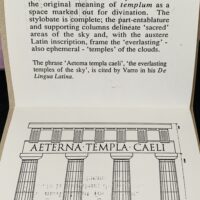 the original meaning of templum as a
space marked out for divination. The
stylobate is complete; the part-entablature
and supporting columns delineate 'sacred'
areas of the sky and, with the austere
Latin inscription, frame the 'everlasting' -
also ephemeral - 'temples' of the clouds.
The phrase 'Aeterna templa caeli', 'the everlasting
temples of the sky', is cited by Varro in his De
Lingua Latina.
AETERNA·TEMPLA·CAELI